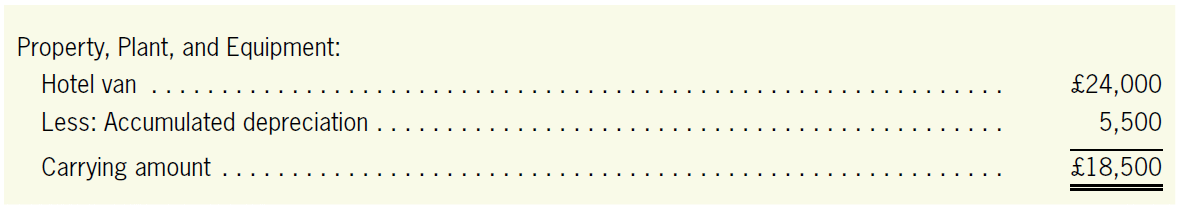 Property, Plant, and Equipment:
Hotel van . . . . . . . . . . . . . . . . . . . . . . . . . . . . . . . . . . . . . . . . . . . . . . . . . . . . . . . . . . . . . £24,000
Less: Accumulated depreciation . . . . . . . . . . . . . . . . . . . . . . . . . . . . . . . . . . . . . . . . . . . . . 5,500
Carrying amount . . . . . . . . . . . . . . . . . . . . . . . . . . . . . . . . . . . . . . . . . . . . . . . . . . . . . . . . £18,500